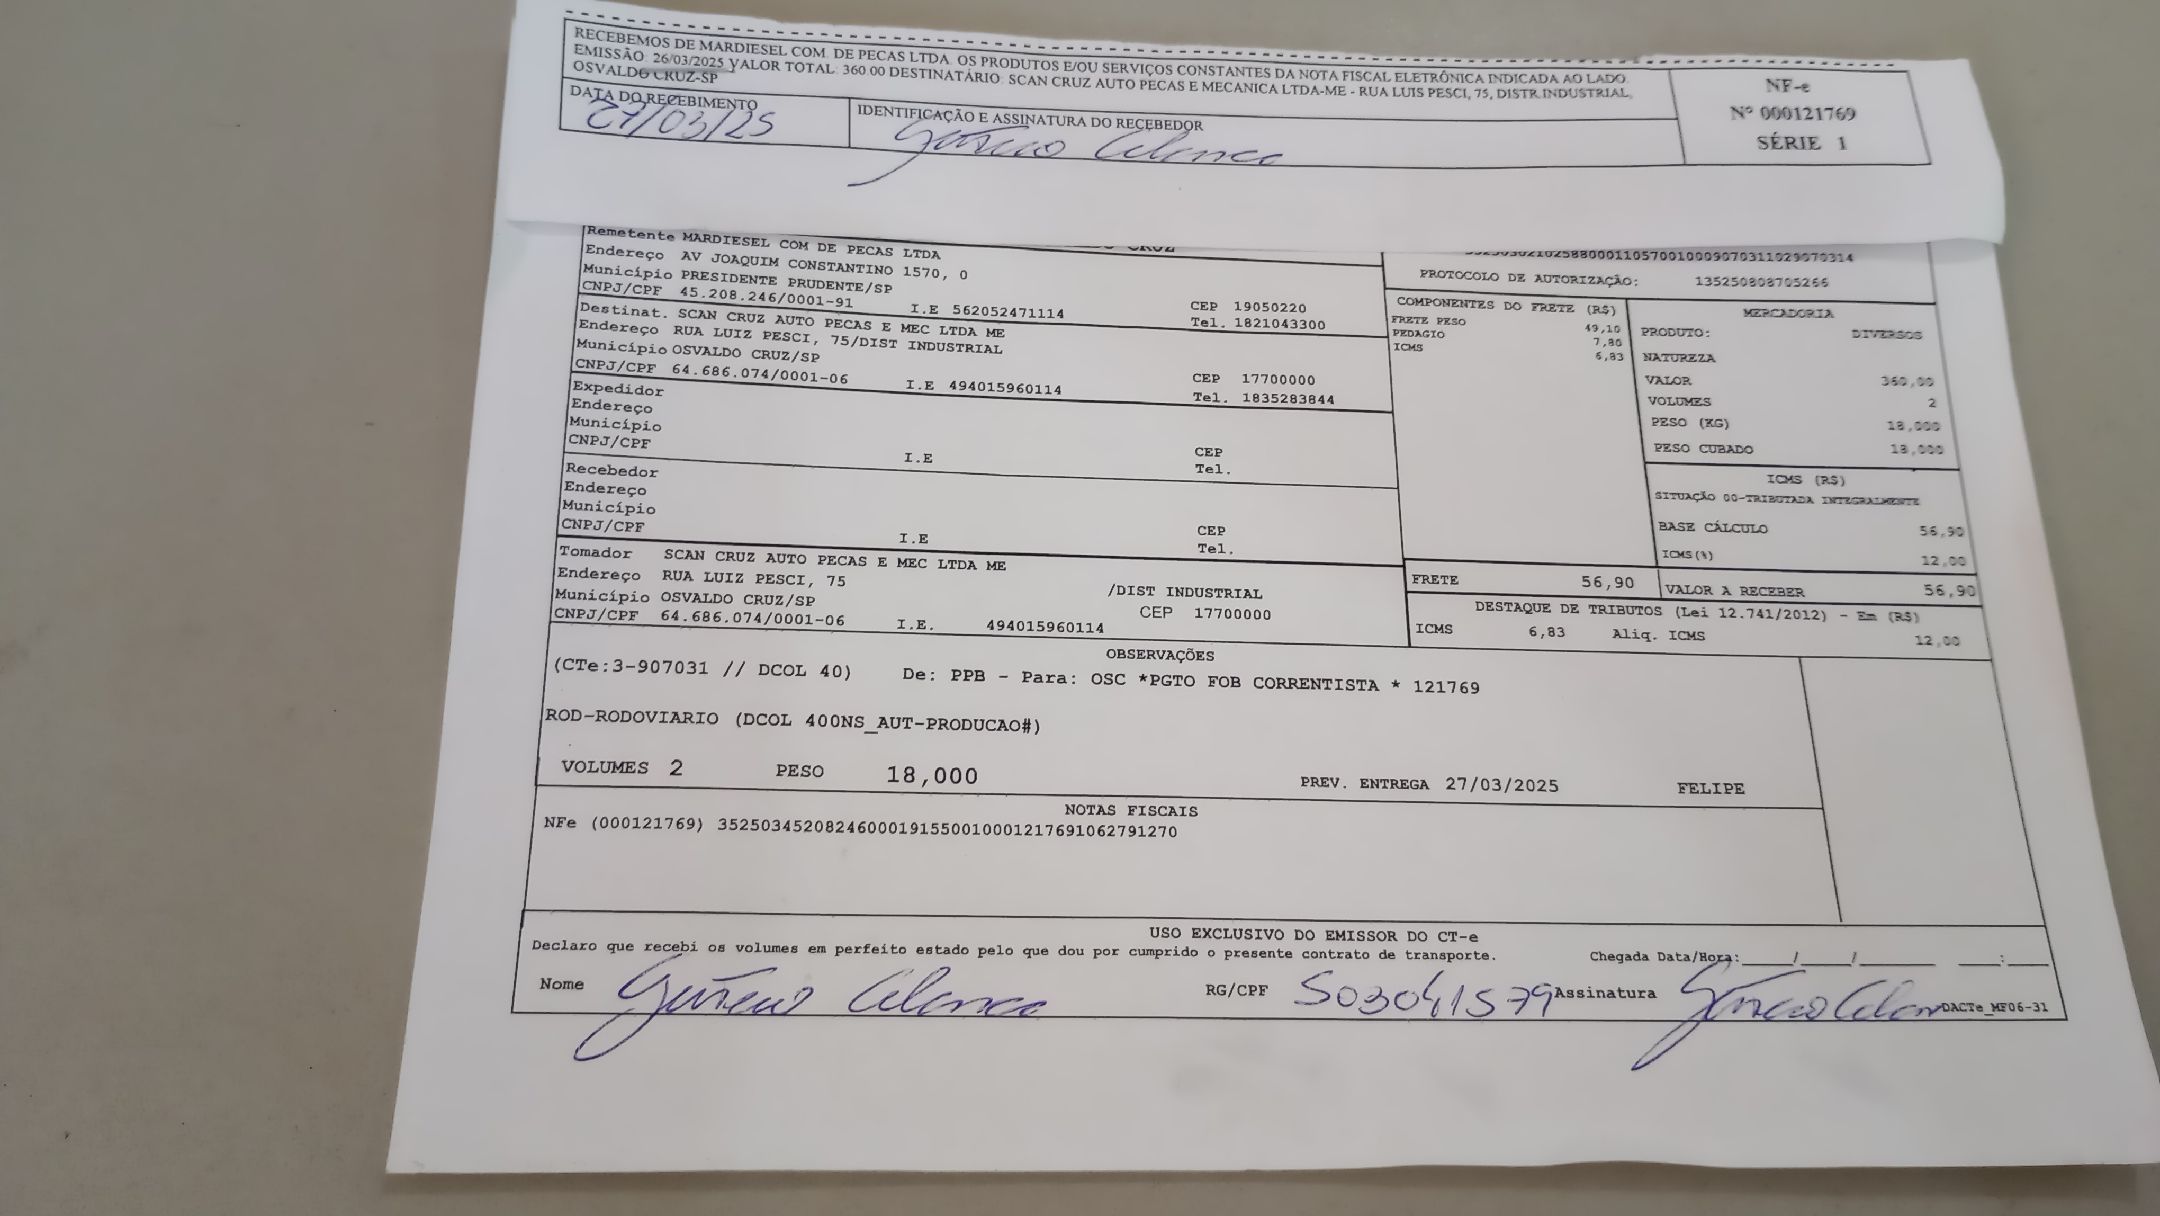 RECEBEMOS DE MARDIESEL COM. DE PECAS LTDA. OS PRODUTOS E/OU SERVIÇOS CONSTANTES DA NOTA FISCAL ELETRÔNICA INDICADA AO LADO.
EMISSÃO: 26/03/2025 VALOR TOTAL: 360.00 DESTINATÁRIO: SCAN CRUZ AUTO PECAS E MECANICA LTDA-ME - RUA LUIS PESCI, 75, DISTR.INDUSTRIAL,
OSVALDO CRUZ-SP
NF-e
Nº 000121769
SÉRIE 1
DATA DO RECEBIMENTO
27/03/25
IDENTIFICAÇÃO E ASSINATURA DO RECEBEDOR
CRUZ
Remetente MARDIESEL COM DE PECAS LTDA
Endereço AV JOAQUIM CONSTANTINO 1570, 0
Município PRESIDENTE PRUDENTE/SP
CEP 19050220
CNPJ/CPF 45.208.246/0001-91 I.E 562052471114 Tel. 1821043300
Destinat. SCAN CRUZ AUTO PECAS E MEC LTDA ME
Endereço RUA LUIZ PESCI, 75/DIST INDUSTRIAL
Município OSVALDO CRUZ/SP CEP 17700000
CNPJ/CPF 64.686.074/0001-06 I.E 494015960114 Tel. 1835283844
Expedidor
Endereço
Município CEP
CNPJ/CPF I.E Tel.
Recebedor
Endereço
Município CEP
CNPJ/CPF I.E Tel.
Tomador SCAN CRUZ AUTO PECAS E MEC LTDA ME
Endereço RUA LUIZ PESCI, 75 /DIST INDUSTRIAL
Município OSVALDO CRUZ/SP CEP 17700000
CNPJ/CPF 64.686.074/0001-06 I.E. 494015960114
PROTOCOLO DE AUTORIZAÇÃO: 135250808705266
COMPONENTES DO FRETE (R$)
FRETE PESO 49,10
PEDAGIO 7,80
ICMS 6,83
MERCADORIA
PRODUTO: DIVERSOS
NATUREZA
VALOR 360,00
VOLUMES 2
PESO (KG) 18,000
PESO CUBADO 18,000
ICMS (R$)
SITUAÇÃO 00-TRIBUTADA INTEGRALMENTE
BASE CÁLCULO 56,90
ICMS(%) 12,00
FRETE 56,90 VALOR A RECEBER 56,90
DESTAQUE DE TRIBUTOS (Lei 12.741/2012) - Em (R$)
ICMS 6,83 Aliq. ICMS 12,00
OBSERVAÇÕES
(CTe:3-907031 // DCOL 40) De: PPB - Para: OSC *PGTO FOB CORRENTISTA * 121769
ROD-RODOVIARIO (DCOL 400NS_AUT-PRODUCAO#)
VOLUMES 2 PESO 18,000 PREV. ENTREGA 27/03/2025 FELIPE
NOTAS FISCAIS
NFe (000121769) 35250345208246000191550010001217691062791270
USO EXCLUSIVO DO EMISSOR DO CT-e
Declaro que recebi os volumes em perfeito estado pelo que dou por cumprido o presente contrato de transporte. Chegada Data/Hora:____/____/______ ___:___
Nome RG/CPF 503041579 Assinatura DACTe_MF06-31